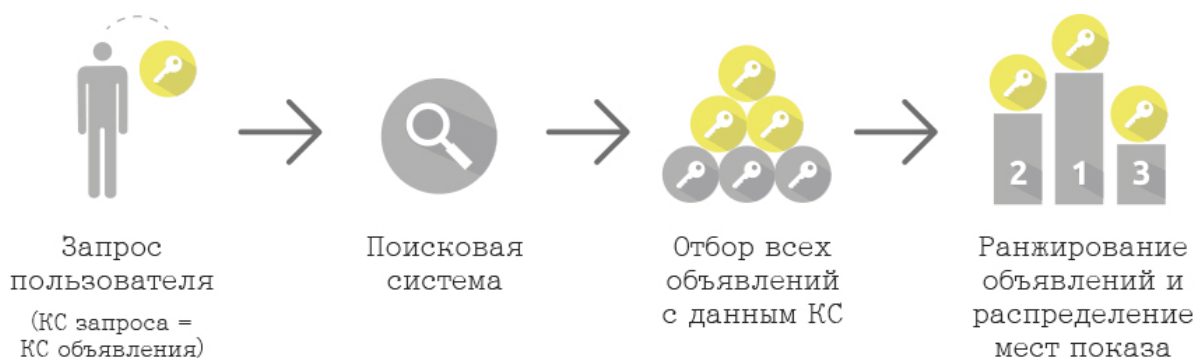 2 1 3
Запрос
пользователя
(КС запроса =
КС объявления)
Поисковая
система
Отбор всех
объявлений
с данным КС
Ранжирование
объявлений и
распределение
мест показа